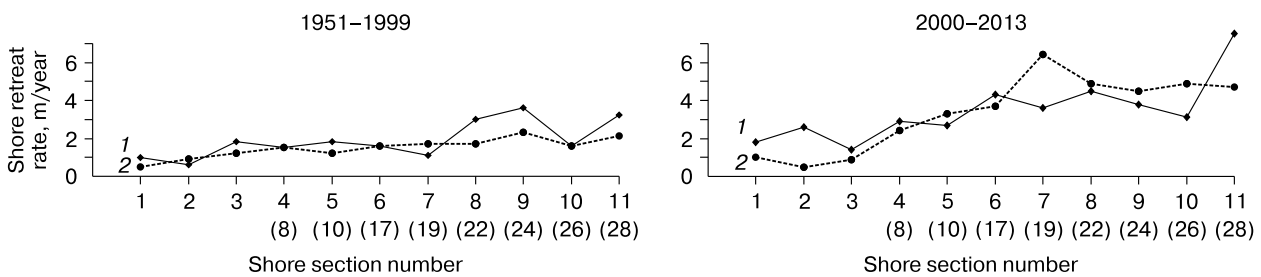 1951–1999
Shore retreat
rate, m/year
6
4
2
0
1
2
1 2 3 4 5 6 7 8 9 10 11
(8) (10) (17) (19) (22) (24) (26) (28)
Shore section number
2000–2013
6
4
2
0
1
2
1 2 3 4 5 6 7 8 9 10 11
(8) (10) (17) (19) (22) (24) (26) (28)
Shore section number